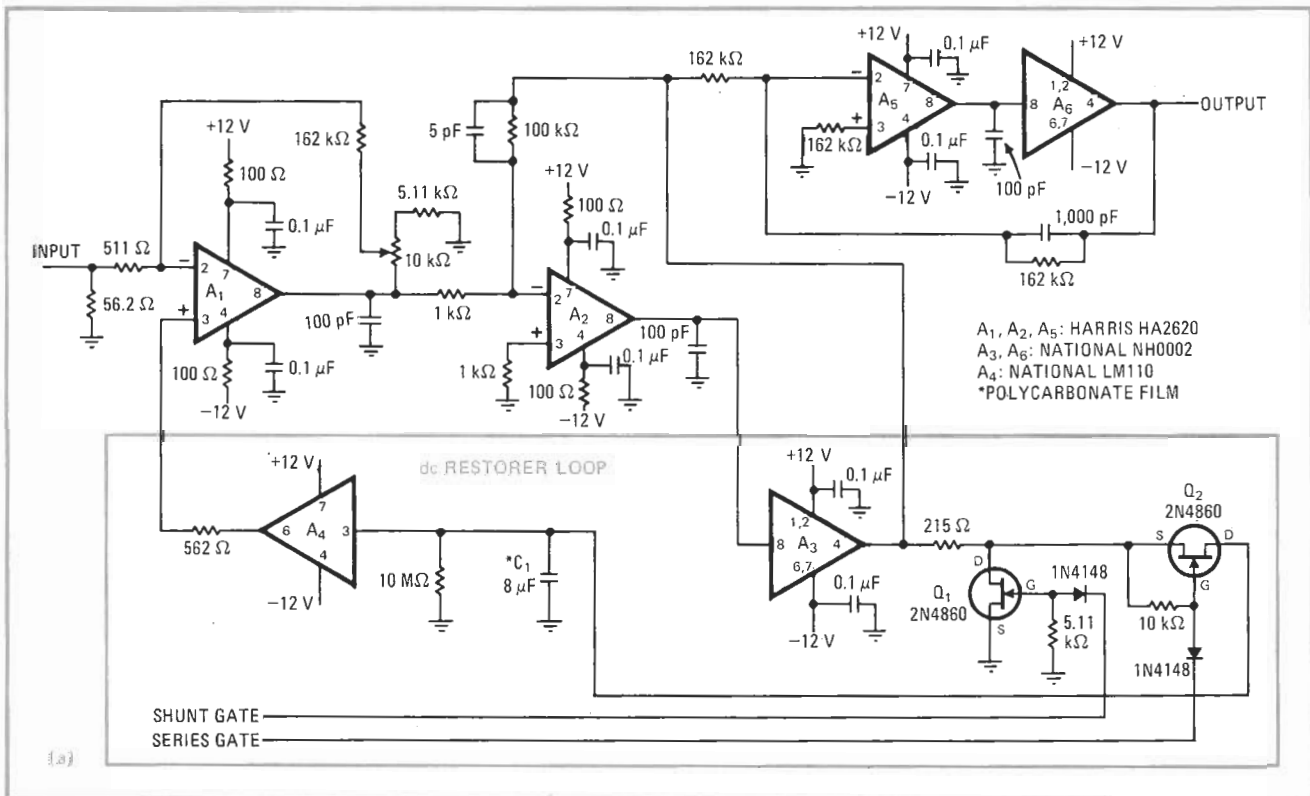 +12 V
100 Ω
0.1 µF
162 kΩ
5.11 kΩ
10 kΩ
INPUT
511 Ω
56.2 Ω
−
2
7
A1
8
+
3
4
100 Ω
0.1 µF
−12 V
100 pF
1 kΩ
5 pF
100 kΩ
+12 V
100 Ω
0.1 µF
−
2
7
A2
8
+
3
4
1 kΩ
100 Ω
0.1 µF
−12 V
100 pF
162 kΩ
+12 V
0.1 µF
−
2
7
A5
8
+
3
4
162 kΩ
0.1 µF
−12 V
100 pF
+12 V
1,2
8
A6
4
6,7
−12 V
OUTPUT
1,000 pF
162 kΩ
A1, A2, A5: HARRIS HA2620
A3, A6: NATIONAL NH0002
A4: NATIONAL LM110
*POLYCARBONATE FILM
dc RESTORER LOOP
+12 V
7
6
A4
3
4
−12 V
562 Ω
10 MΩ
*C1
8 µF
+12 V
0.1 µF
1,2
8
A3
4
6,7
0.1 µF
−12 V
215 Ω
D
Q1
2N4860
G
S
1N4148
5.11
kΩ
Q2
2N4860
S
D
G
10 kΩ
1N4148
SHUNT GATE
SERIES GATE
(a)